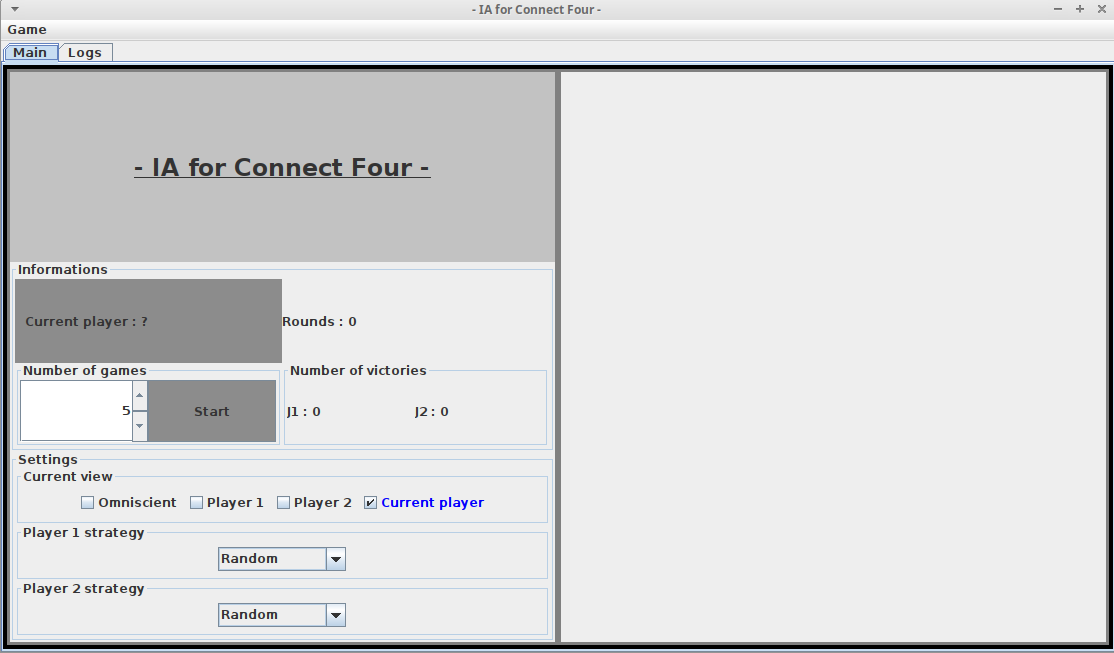 - IA for Connect Four -
Game
Main Logs
- IA for Connect Four -
Informations
Current player : ? Rounds : 0
Number of games Number of victories
5 Start J1 : 0 J2 : 0
Settings
Current view
Omniscient Player 1 Player 2 Current player
Player 1 strategy
Random
Player 2 strategy
Random